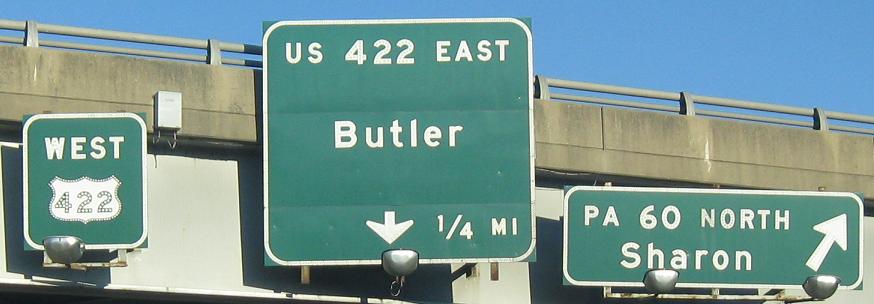 WEST
422
US 422 EAST
Butler
1/4 MI
PA 60 NORTH
Sharon